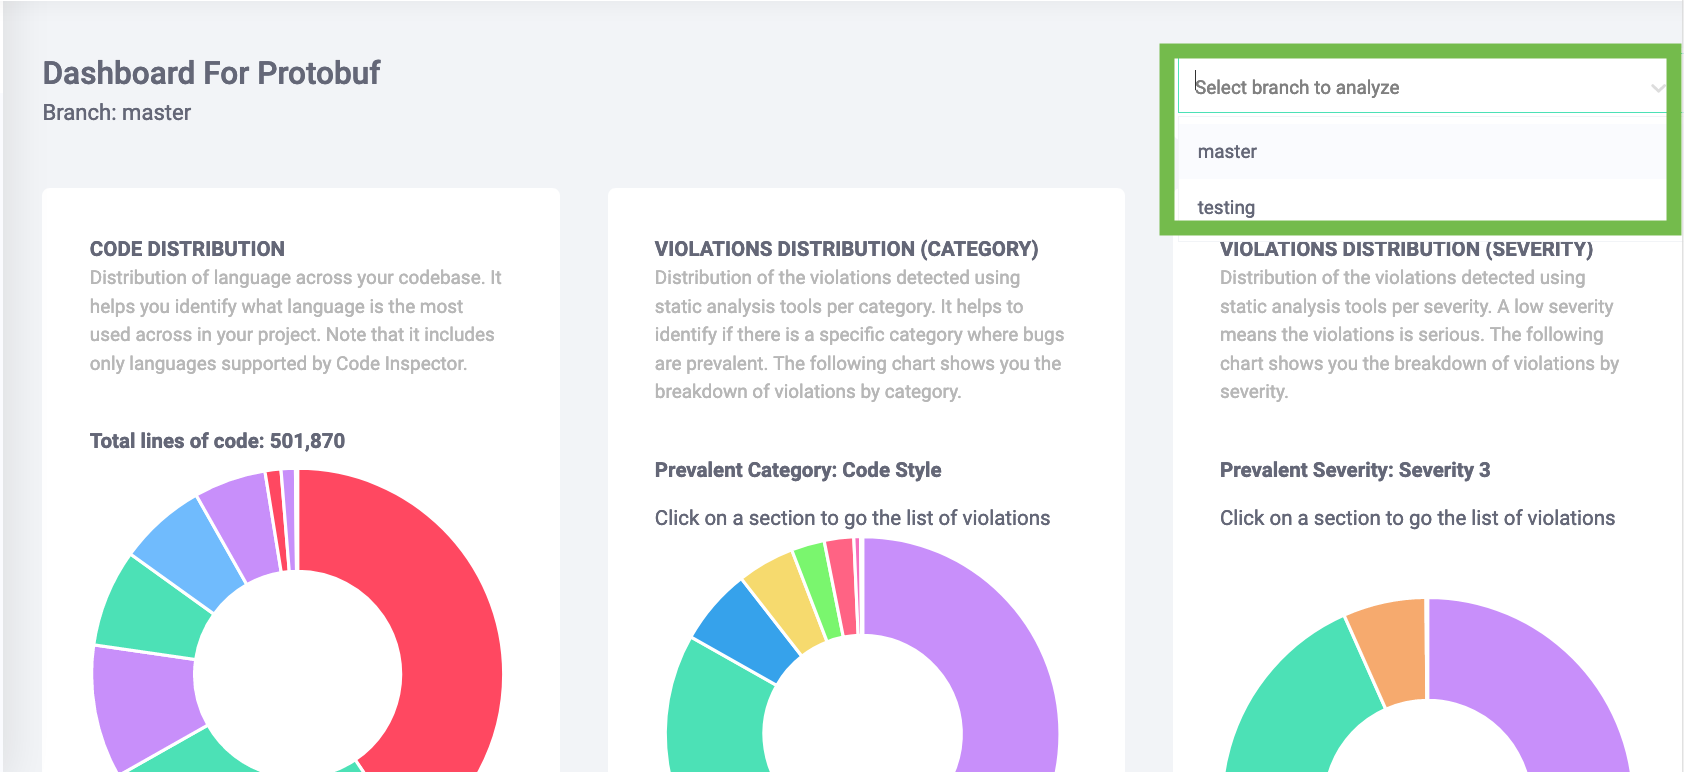 Dashboard For Protobuf
Branch: master
Select branch to analyze
master
testing
CODE DISTRIBUTION
Distribution of language across your codebase. It
helps you identify what language is the most
used across in your project. Note that it includes
only languages supported by Code Inspector.
Total lines of code: 501,870
VIOLATIONS DISTRIBUTION (CATEGORY)
Distribution of the violations detected using
static analysis tools per category. It helps to
identify if there is a specific category where bugs
are prevalent. The following chart shows you the
breakdown of violations by category.
Prevalent Category: Code Style
Click on a section to go the list of violations
VIOLATIONS DISTRIBUTION (SEVERITY)
Distribution of the violations detected using
static analysis tools per severity. A low severity
means the violations is serious. The following
chart shows you the breakdown of violations by
severity.
Prevalent Severity: Severity 3
Click on a section to go the list of violations